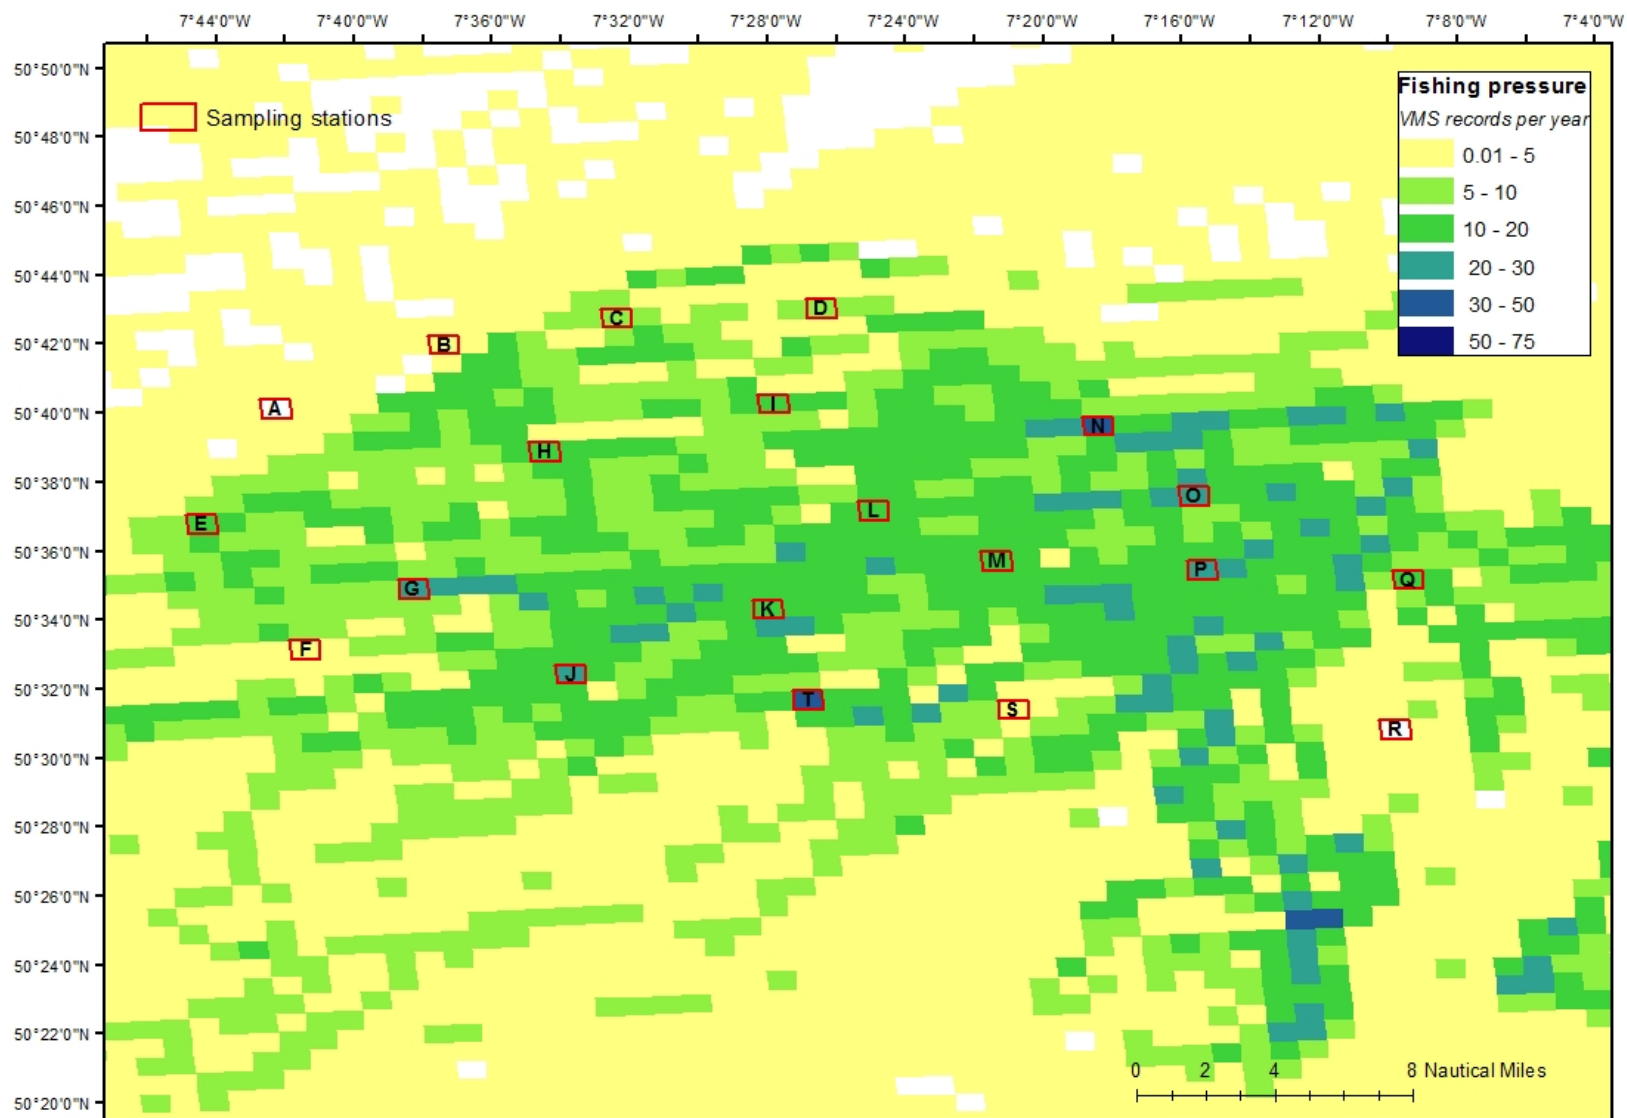 7°44'0"W 7°40'0"W 7°36'0"W 7°32'0"W 7°28'0"W 7°24'0"W 7°20'0"W 7°16'0"W 7°12'0"W 7°8'0"W 7°4'0"W
50°50'0"N
Fishing pressure
Sampling stations
VMS records per year
50°48'0"N
0.01 - 5
5 - 10
50°46'0"N
10 - 20
20 - 30
50°44'0"N
30 - 50
D
C
50°42'0"N
B
50 - 75
I
A
50°40'0"N
N
H
50°38'0"N
O
L
E
50°36'0"N
M
P
Q
G
K
50°34'0"N
F
J
50°32'0"N
T
S
R
50°30'0"N
50°28'0"N
50°26'0"N
50°24'0"N
50°22'0"N
0 2 4 8 Nautical Miles
50°20'0"N